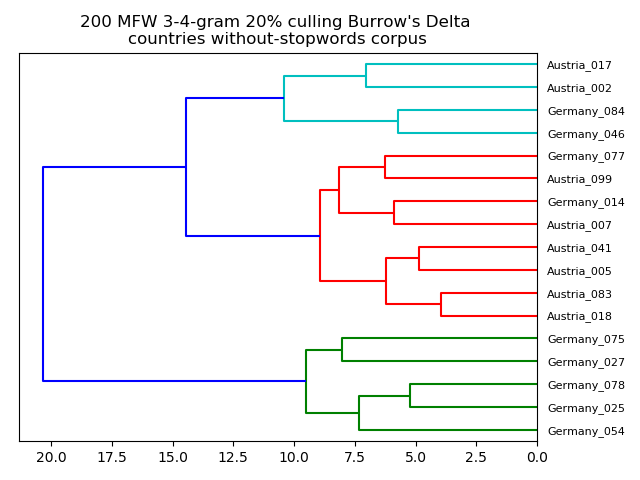 200 MFW 3-4-gram 20% culling Burrow's Delta
countries without-stopwords corpus
Austria_017
Austria_002
Germany_084
Germany_046
Germany_077
Austria_099
Germany_014
Austria_007
Austria_041
Austria_005
Austria_083
Austria_018
Germany_075
Germany_027
Germany_078
Germany_025
Germany_054
20.0 17.5 15.0 12.5 10.0 7.5 5.0 2.5 0.0